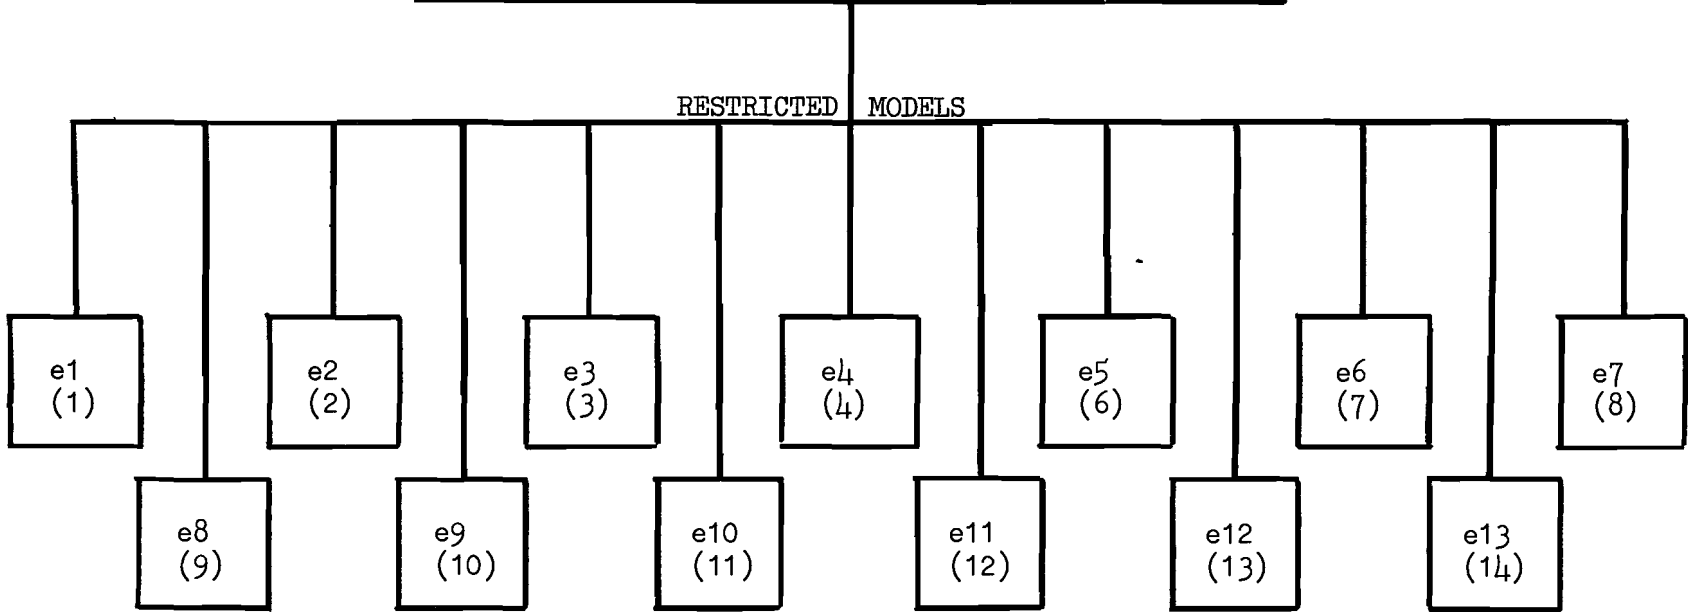 RESTRICTED MODELS
e1
(1)
e2
(2)
e3
(3)
e4
(4)
e5
(6)
e6
(7)
e7
(8)
e8
(9)
e9
(10)
e10
(11)
e11
(12)
e12
(13)
e13
(14)